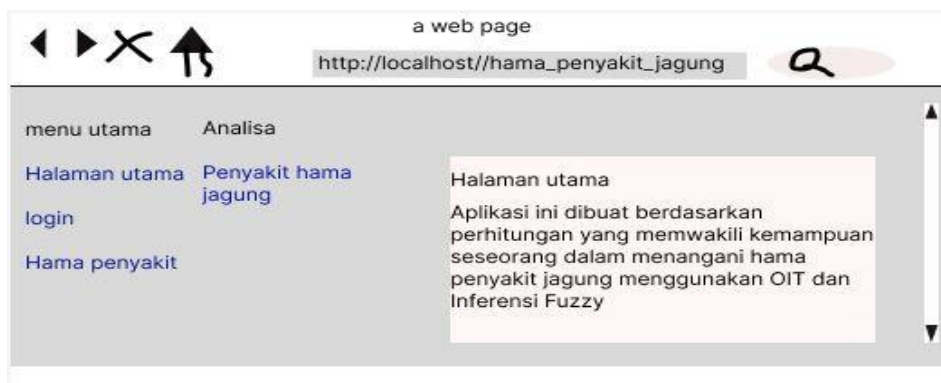 a web page
http://localhost//hama_penyakit_jagung
menu utama
Halaman utama
login
Hama penyakit
Analisa
Penyakit hama
jagung
Halaman utama
Aplikasi ini dibuat berdasarkan
perhitungan yang memwakili kemampuan
seseorang dalam menangani hama
penyakit jagung menggunakan OIT dan
Inferensi Fuzzy